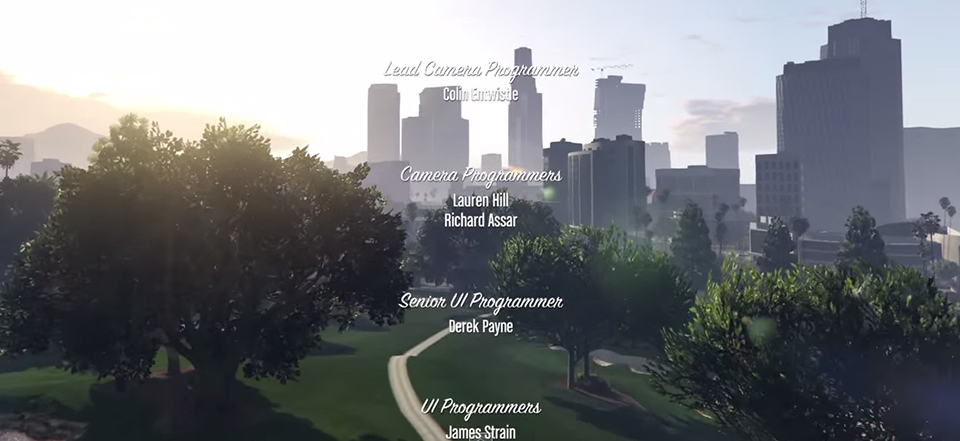 Lead Camera Programmer
Colin Entwistle
Camera Programmers
Lauren Hill
Richard Assar
Senior UI Programmer
Derek Payne
UI Programmers
James Strain